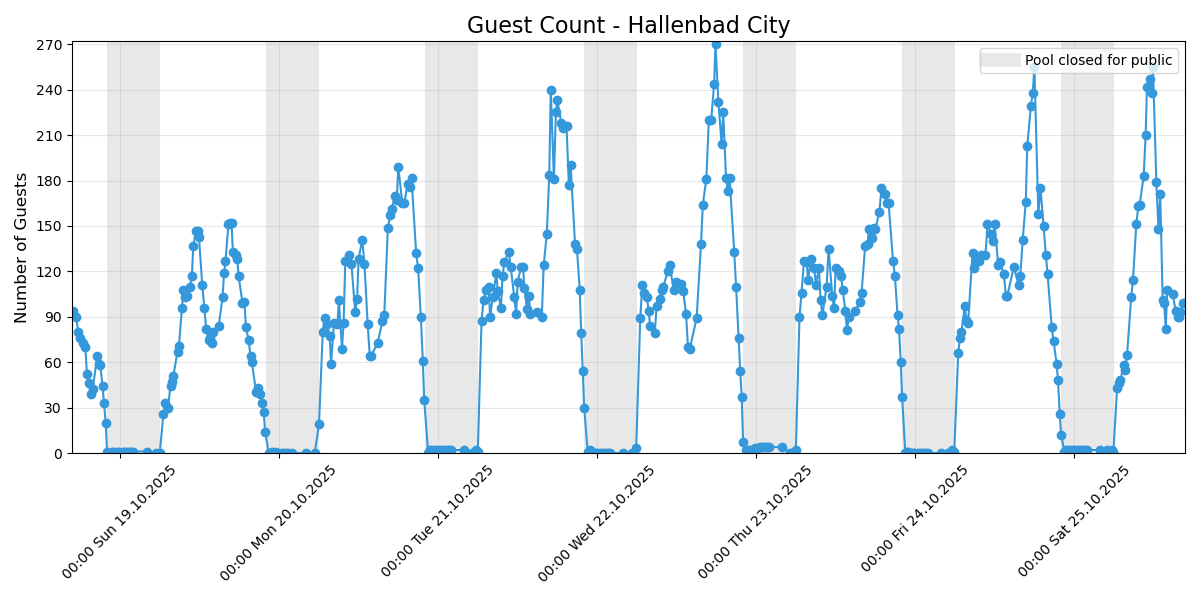 Guest Count - Hallenbad City
Pool closed for public
Number of Guests
270
240
210
180
150
120
90
60
30
0
00:00 Sun 19.10.2025
00:00 Mon 20.10.2025
00:00 Tue 21.10.2025
00:00 Wed 22.10.2025
00:00 Thu 23.10.2025
00:00 Fri 24.10.2025
00:00 Sat 25.10.2025